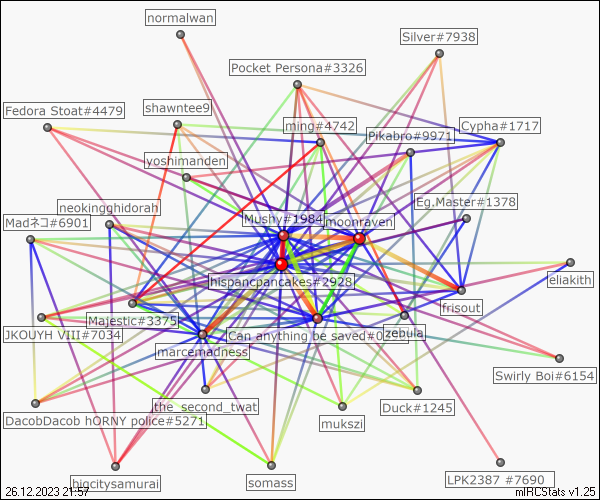 normalwan
Silver#7938
Pocket Persona#3326
Fedora Stoat#4479
shawntee9
ming#4742
Pikabro#9971
Cypha#1717
yoshimanden
Eg.Master#1378
neokingghidorah
Madネコ#6901
Mushy#1984
moonraven
hispancpancakes#2928
eliakith
frisout
JKOUYH VIII#7034
Majestic#3375
Can anything be saved#0
zebula
marcemadness
Swirly Boi#6154
the_second_twat
Duck#1245
DacobDacob hORNY police#5271
mukszi
bigcitysamurai
somass
LPK2387 #7690
26.12.2023 21:57
mIRCStats v1.25